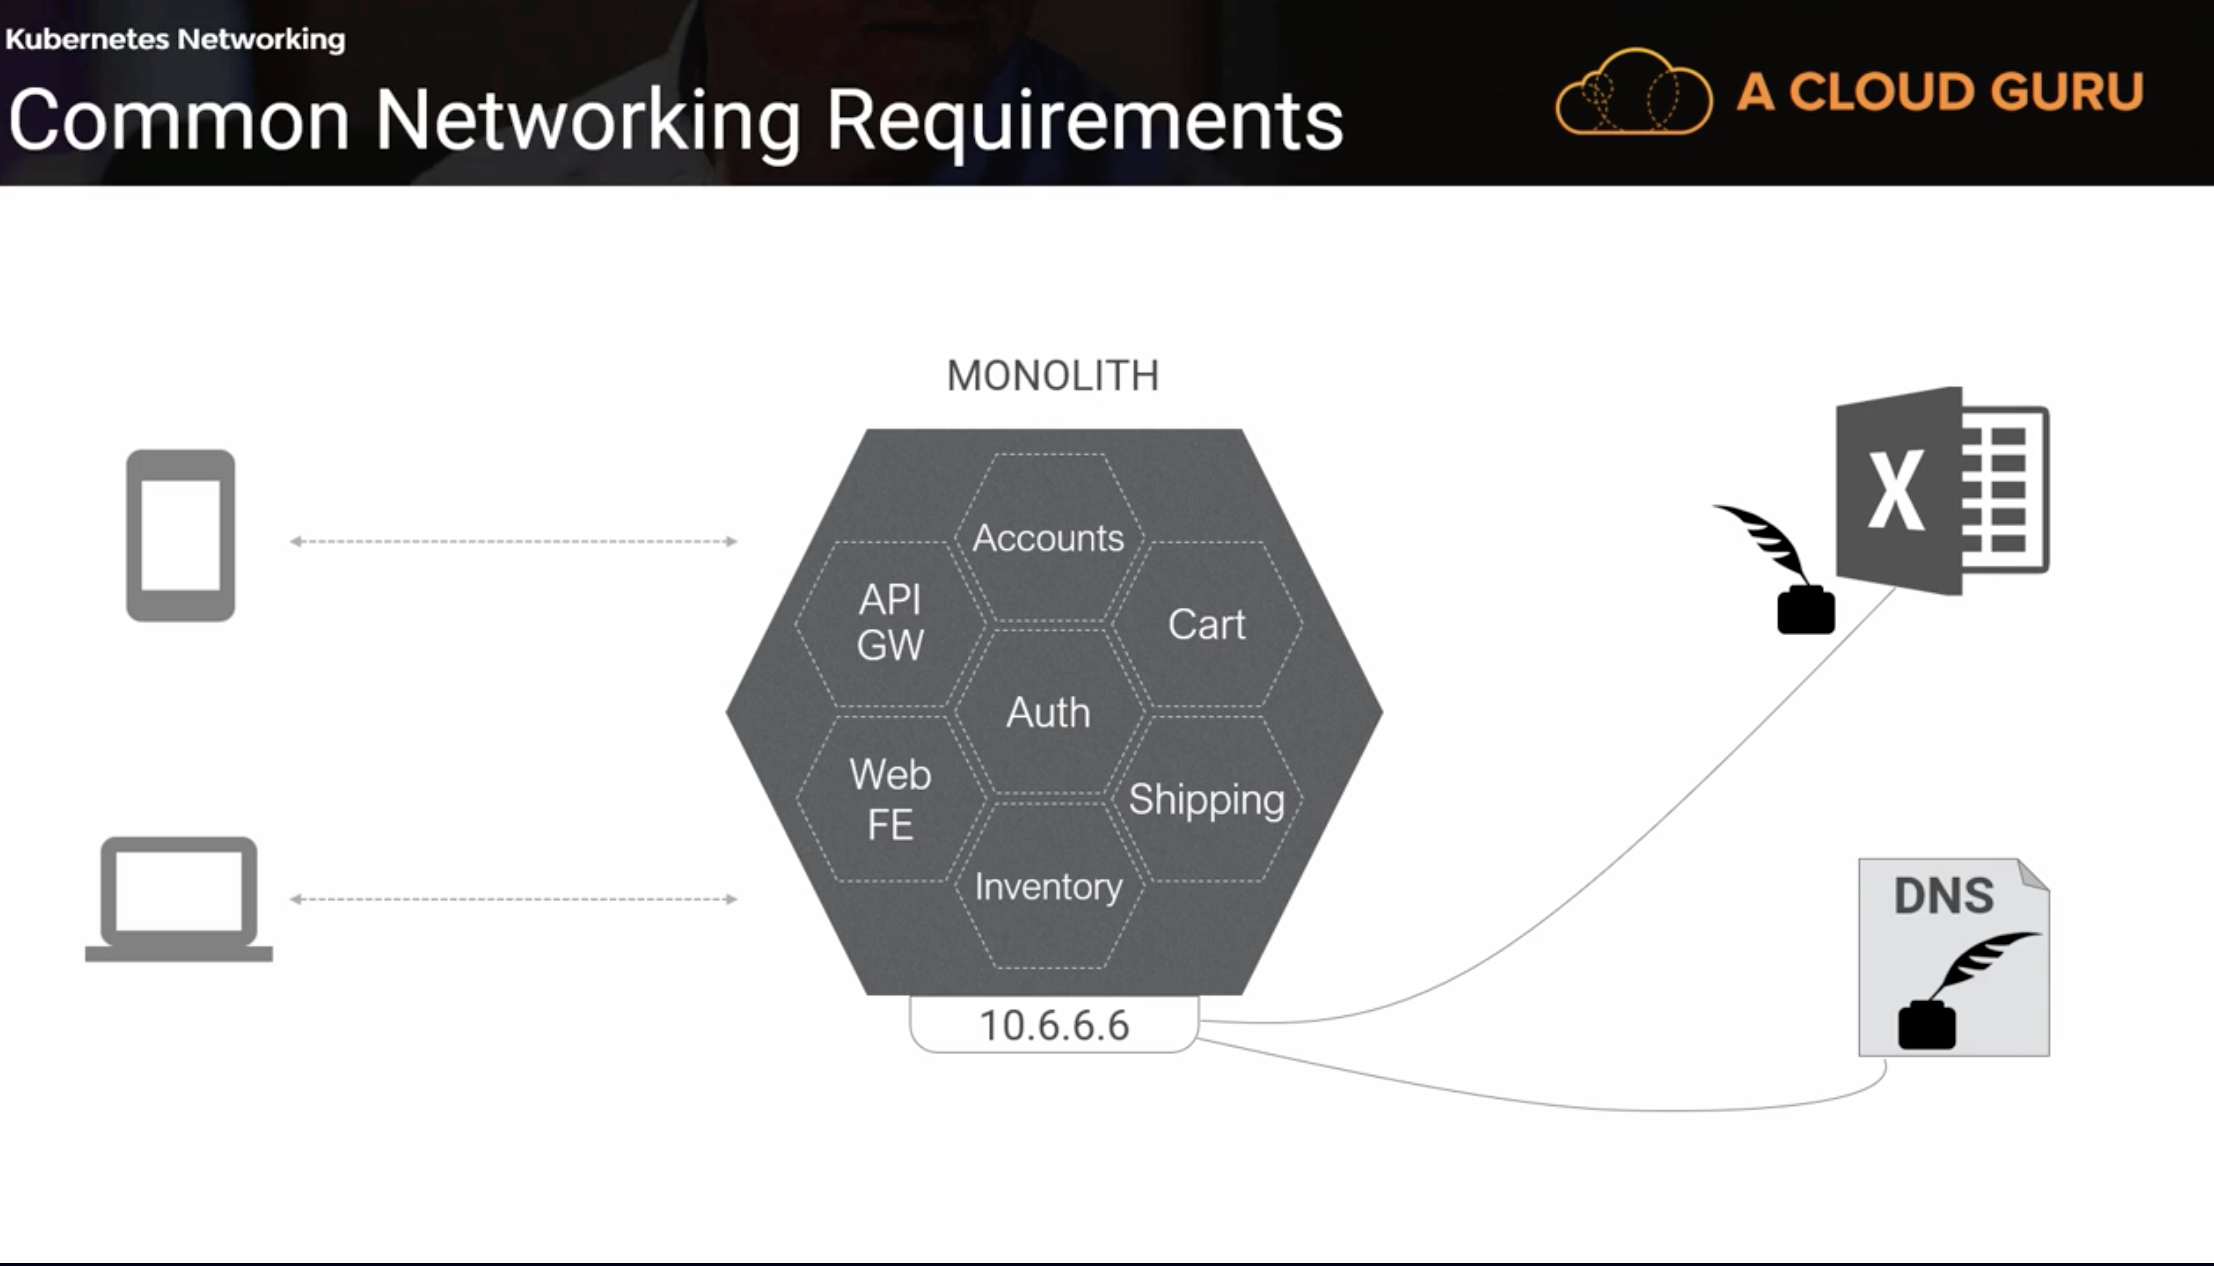 Kubernetes Networking
Common Networking Requirements
A CLOUD GURU
MONOLITH
Accounts
API
GW
Cart
Auth
Web
FE
Shipping
Inventory
10.6.6.6
X
DNS